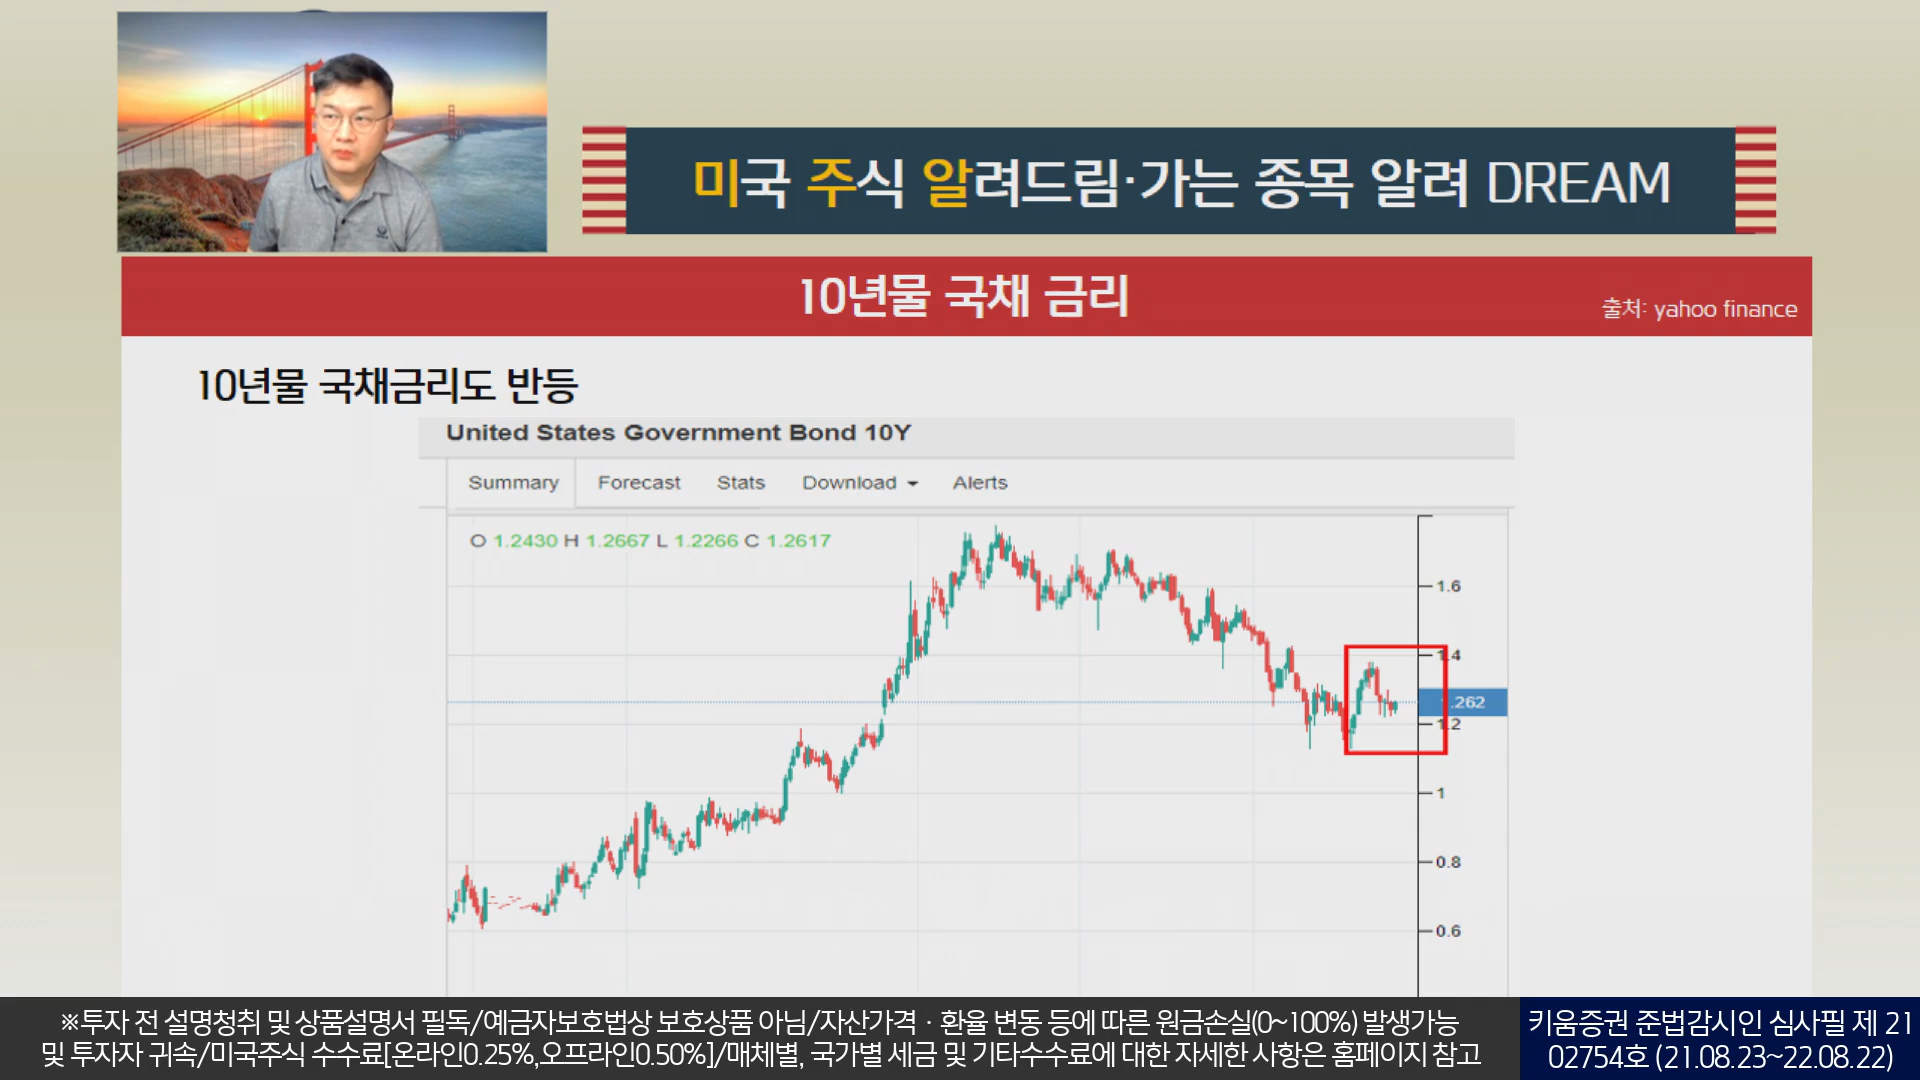 미국 주식 알려드림·가는 종목 알려 DREAM
10년물 국채 금리
출처: yahoo finance
10년물 국채금리도 반등
United States Government Bond 10Y
Summary Forecast Stats Download Alerts
O 1.2430 H 1.2667 L 1.2266 C 1.2617
1.6
1.4
1.262
1.2
1
0.8
0.6
※투자 전 설명청취 및 상품설명서 필독/예금자보호법상 보호상품 아님/자산가격 · 환율 변동 등에 따른 원금손실(0~100%) 발생가능
및 투자자 귀속/미국주식 수수료[온라인0.25%,오프라인0.50%]/매체별, 국가별 세금 및 기타수수료에 대한 자세한 사항은 홈페이지 참고
키움증권 준법감시인 심사필 제 21
02754호 (21.08.23~22.08.22)